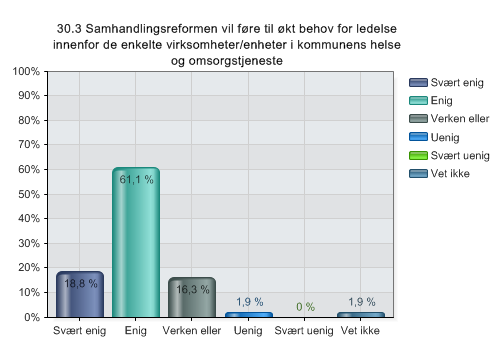 30.3 Samhandlingsreformen vil føre til økt behov for ledelse
innenfor de enkelte virksomheter/enheter i kommunens helse
og omsorgstjeneste
100%
90%
80%
70%
60%
50%
40%
30%
20%
10%
0%
18,8 %
61,1 %
16,3 %
1,9 %
0 %
1,9 %
Svært enig
Enig
Verken eller
Uenig
Svært uenig
Vet ikke
Svært enig
Enig
Verken eller
Uenig
Svært uenig
Vet ikke